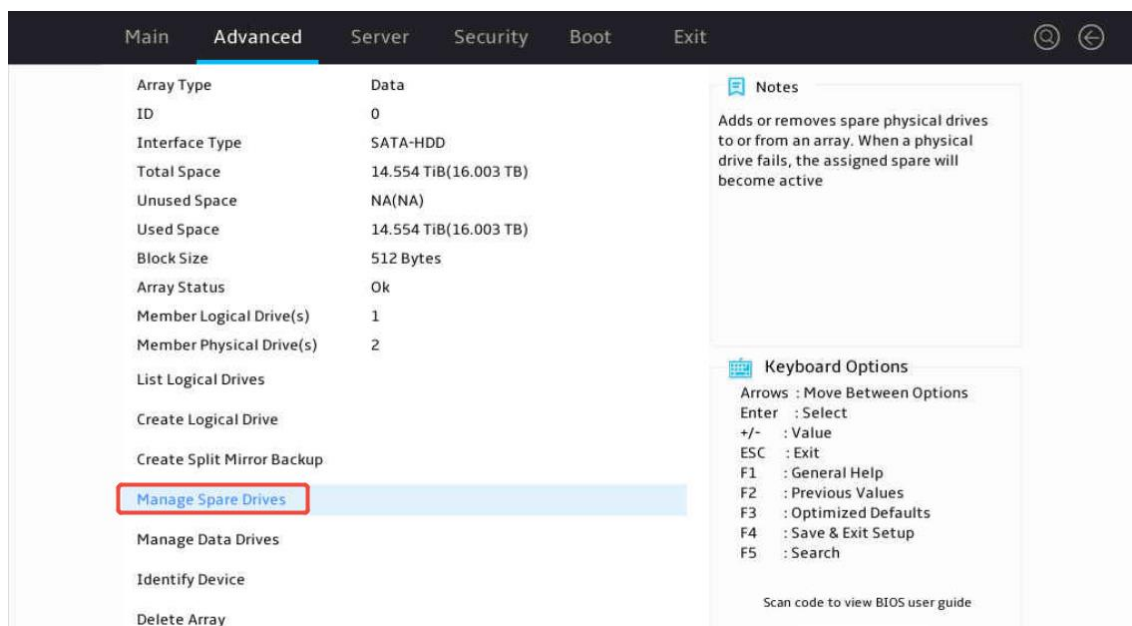 Main Advanced Server Security Boot Exit
Array Type Data
ID 0
Interface Type SATA-HDD
Total Space 14.554 TiB(16.003 TB)
Unused Space NA(NA)
Used Space 14.554 TiB(16.003 TB)
Block Size 512 Bytes
Array Status Ok
Member Logical Drive(s) 1
Member Physical Drive(s) 2
List Logical Drives
Create Logical Drive
Create Split Mirror Backup
Manage Spare Drives
Manage Data Drives
Identify Device
Delete Array
Notes
Adds or removes spare physical drives
to or from an array. When a physical
drive fails, the assigned spare will
become active
Keyboard Options
Arrows : Move Between Options
Enter : Select
+/- : Value
ESC : Exit
F1 : General Help
F2 : Previous Values
F3 : Optimized Defaults
F4 : Save & Exit Setup
F5 : Search
Scan code to view BIOS user guide